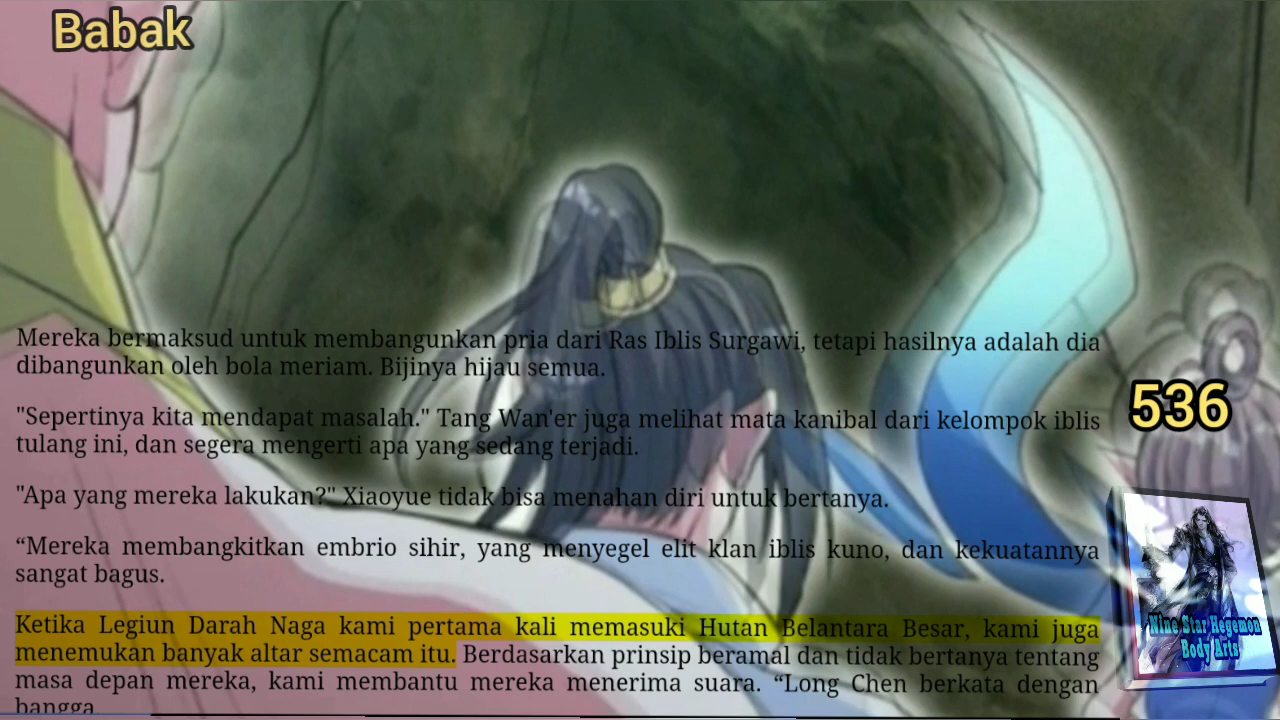 Babak
Mereka bermaksud untuk membangunkan pria dari Ras Iblis Surgawi, tetapi hasilnya adalah dia
dibangunkan oleh bola meriam. Bijinya hijau semua.
"Sepertinya kita mendapat masalah." Tang Wan'er juga melihat mata kanibal dari kelompok iblis
tulang ini, dan segera mengerti apa yang sedang terjadi.
536
"Apa yang mereka lakukan?" Xiaoyue tidak bisa menahan diri untuk bertanya.
“Mereka membangkitkan embrio sihir, yang menyegel elit klan iblis kuno, dan kekuatannya
sangat bagus.
Ketika Legiun Darah Naga kami pertama kali memasuki Hutan Belantara Besar, kami juga
menemukan banyak altar semacam itu. Berdasarkan prinsip beramal dan tidak bertanya tentang
masa depan mereka, kami membantu mereka menerima suara. “Long Chen berkata dengan
bangga
Nine Star Hegemon
Body Arts